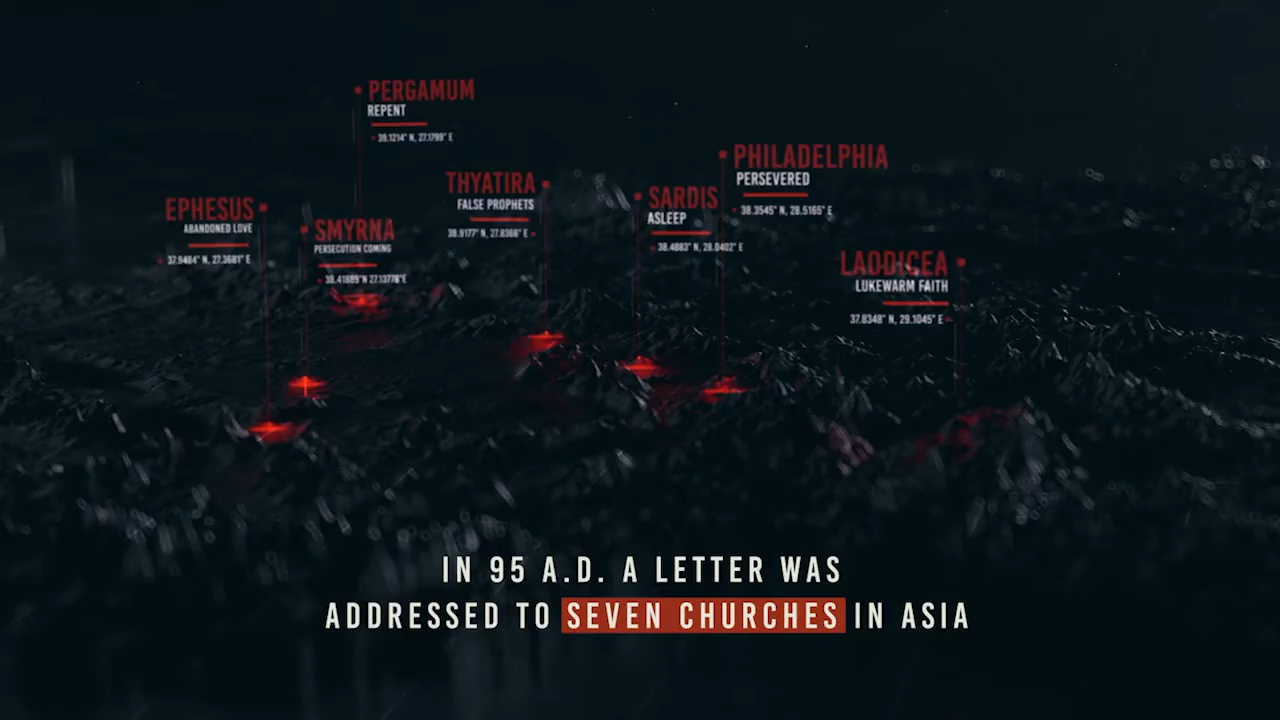 PERGAMUM
REPENT
39.1214° N, 27.1799° E
PHILADELPHIA
PERSEVERED
38.3545° N, 28.5165° E
THYATIRA
FALSE PROPHETS
38.9177° N, 27.8366° E
SARDIS
ASLEEP
38.4883° N, 28.0402° E
EPHESUS
ABANDONED LOVE
37.9484° N, 27.3681° E
SMYRNA
PERSECUTION COMING
38.41889°N 27.13778°E
LAODICEA
LUKEWARM FAITH
37.8348° N, 29.1045° E
IN 95 A.D. A LETTER WAS
ADDRESSED TO SEVEN CHURCHES IN ASIA